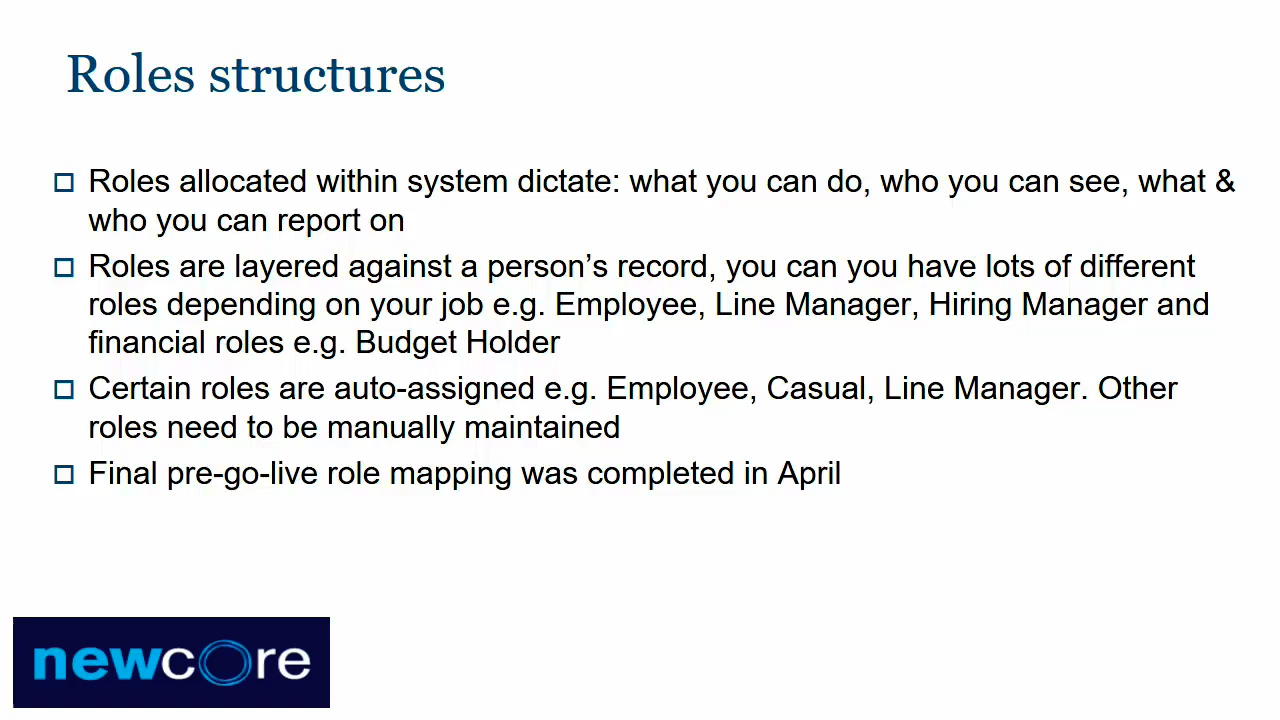 Roles structures
Roles allocated within system dictate: what you can do, who you can see, what &
who you can report on
Roles are layered against a person’s record, you can you have lots of different
roles depending on your job e.g. Employee, Line Manager, Hiring Manager and
financial roles e.g. Budget Holder
Certain roles are auto-assigned e.g. Employee, Casual, Line Manager. Other
roles need to be manually maintained
Final pre-go-live role mapping was completed in April
newcore